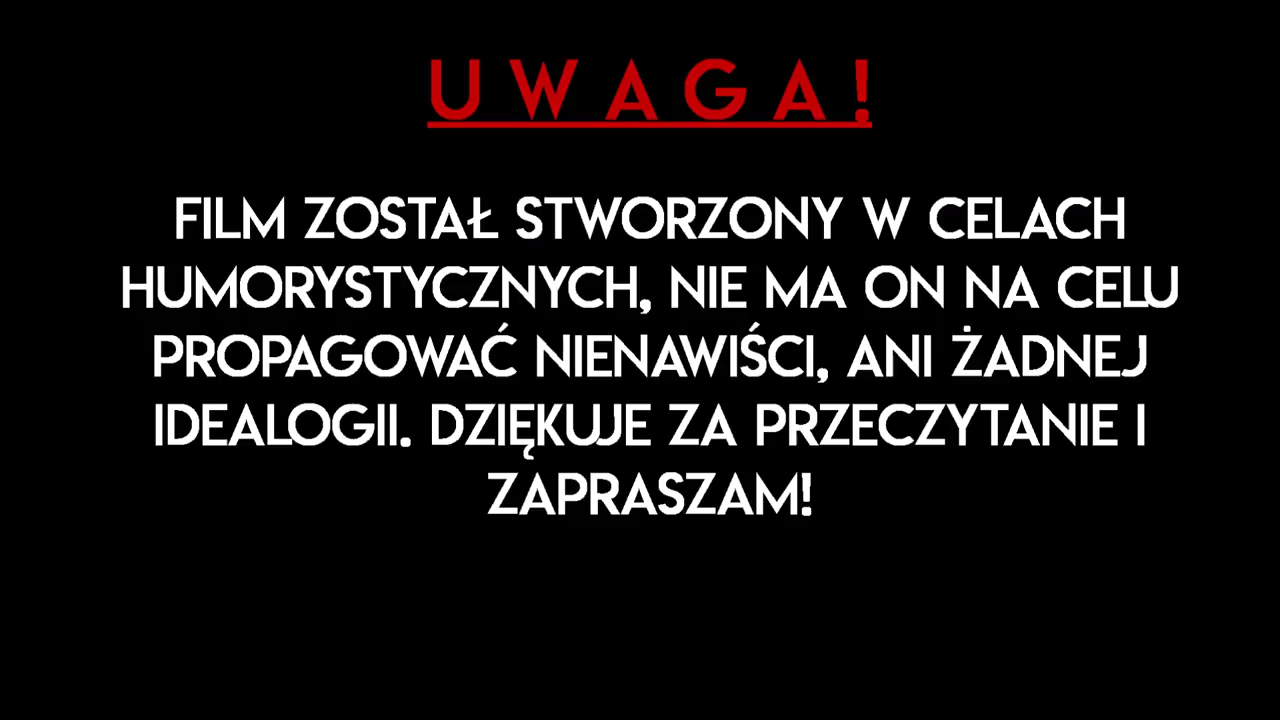 U W A G A !
FILM ZOSTAŁ STWORZONY W CELACH
HUMORYSTYCZNYCH, NIE MA ON NA CELU
PROPAGOWAĆ NIENAWIŚCI, ANI ŻADNEJ
IDEALOGII. DZIĘKUJE ZA PRZECZYTANIE I
ZAPRASZAM!